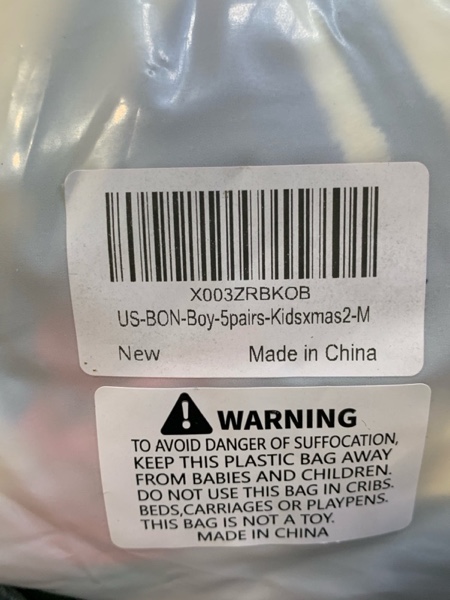 X003ZRBKOB
US-BON-Boy-5pairs-Kidsxmas2-M
New Made in China
WARNING
TO AVOID DANGER OF SUFFOCATION,
KEEP THIS PLASTIC BAG AWAY
FROM BABIES AND CHILDREN.
DO NOT USE THIS BAG IN CRIBS.
BEDS,CARRIAGES OR PLAYPENS.
THIS BAG IS NOT A TOY.
MADE IN CHINA